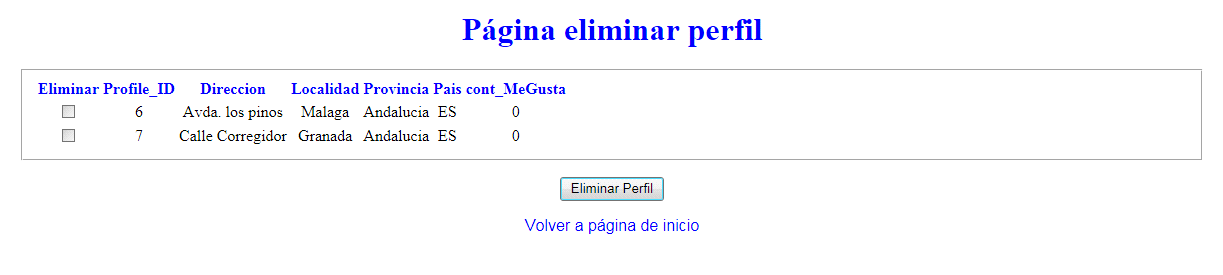 Página eliminar perfil
Eliminar Profile_ID Direccion Localidad Provincia Pais cont_MeGusta
6 Avda. los pinos Malaga Andalucia ES 0
7 Calle Corregidor Granada Andalucia ES 0
Eliminar Perfil
Volver a página de inicio